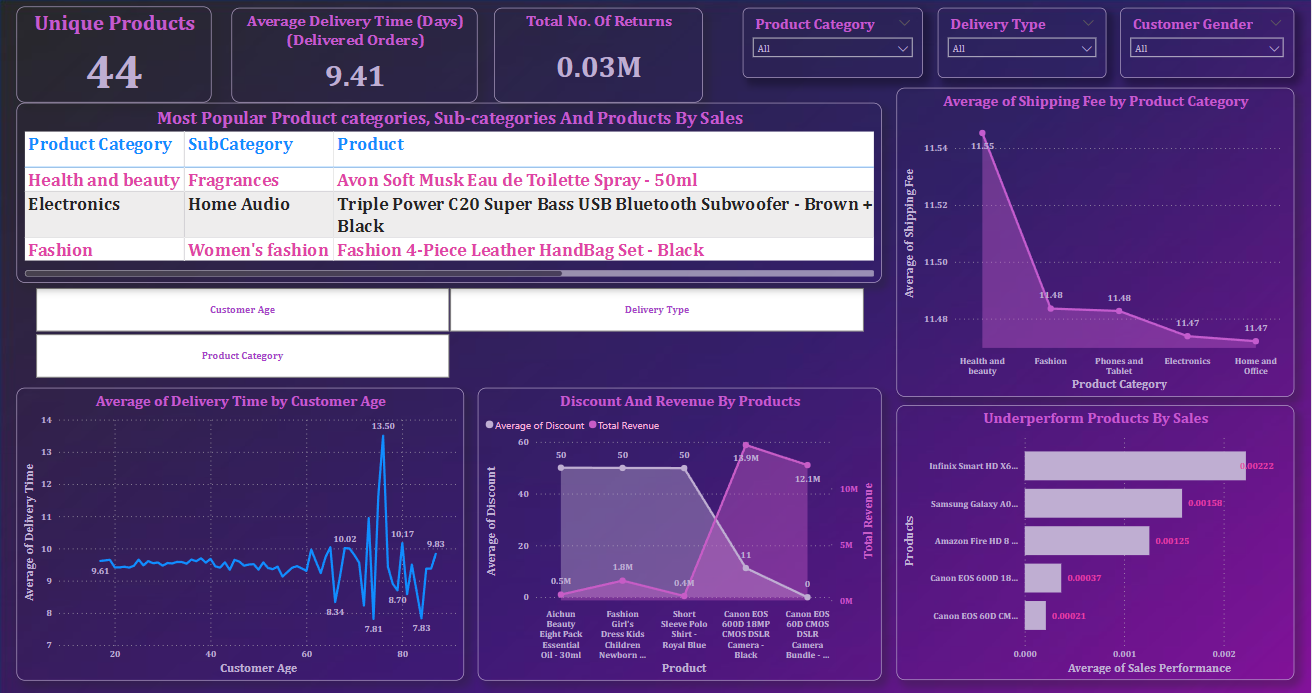 Unique Products
44
Average Delivery Time (Days)
(Delivered Orders)
9.41
Total No. Of Returns
0.03M
Product Category
All
Delivery Type
All
Customer Gender
All
Most Popular Product categories, Sub-categories And Products By Sales
Product Category SubCategory Product
Health and beauty Fragrances Avon Soft Musk Eau de Toilette Spray - 50ml
Electronics Home Audio Triple Power C20 Super Bass USB Bluetooth Subwoofer - Brown +
Black
Fashion Women's fashion Fashion 4-Piece Leather HandBag Set - Black
Customer Age
Delivery Type
Product Category
Average of Shipping Fee by Product Category
Average of Shipping Fee
11.54
11.52
11.50
11.48
11.55
11.48
11.48
11.47
11.47
Health and
beauty
Fashion
Phones and
Tablet
Electronics
Home and
Office
Product Category
Average of Delivery Time by Customer Age
Average of Delivery Time
14
13
12
11
10
9
8
7
9.61
10.02
8.34
7.81
13.50
8.70
10.17
7.83
9.83
20 40 60 80
Customer Age
Discount And Revenue By Products
Average of Discount Total Revenue
Average of Discount
60
40
20
0
50
50
50
11
0
0.5M
1.8M
0.4M
13.9M
12.1M
10M
5M
0M
Total Revenue
Aichun
Beauty
Eight Pack
Essential
Oil - 30ml
Fashion
Girl's
Dress Kids
Children
Newborn ...
Short
Sleeve Polo
Shirt -
Royal Blue
Canon EOS
600D 18MP
CMOS DSLR
Camera -
Black
Canon EOS
60D CMOS
DSLR
Camera
Bundle - ...
Product
Underperform Products By Sales
Products
Infinix Smart HD X6... 0.00222
Samsung Galaxy A0... 0.00158
Amazon Fire HD 8 ... 0.00125
Canon EOS 600D 18... 0.00037
Canon EOS 60D CM... 0.00021
0.000 0.001 0.002
Average of Sales Performance